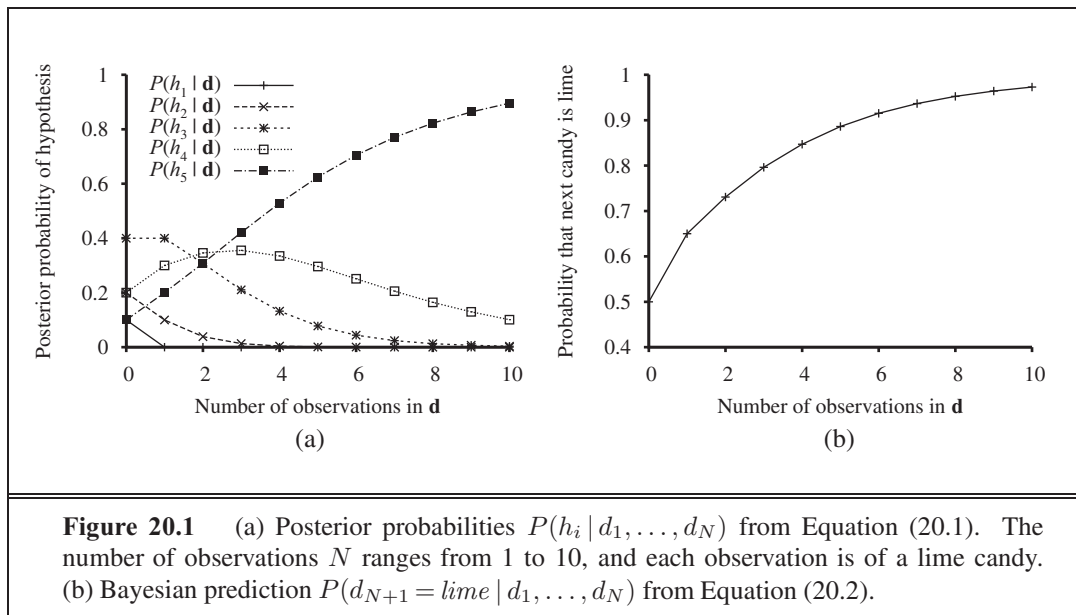 Posterior probability of hypothesis
P(h1 | d)
P(h2 | d)
P(h3 | d)
P(h4 | d)
P(h5 | d)
1
0.8
0.6
0.4
0.2
0
0 2 4 6 8 10
Number of observations in d
(a)
Probability that next candy is lime
1
0.9
0.8
0.7
0.6
0.5
0.4
0 2 4 6 8 10
Number of observations in d
(b)
Figure 20.1 (a) Posterior probabilities P(hi | d1, . . . , dN) from Equation (20.1). The
number of observations N ranges from 1 to 10, and each observation is of a lime candy.
(b) Bayesian prediction P(dN+1 = lime | d1, . . . , dN) from Equation (20.2).